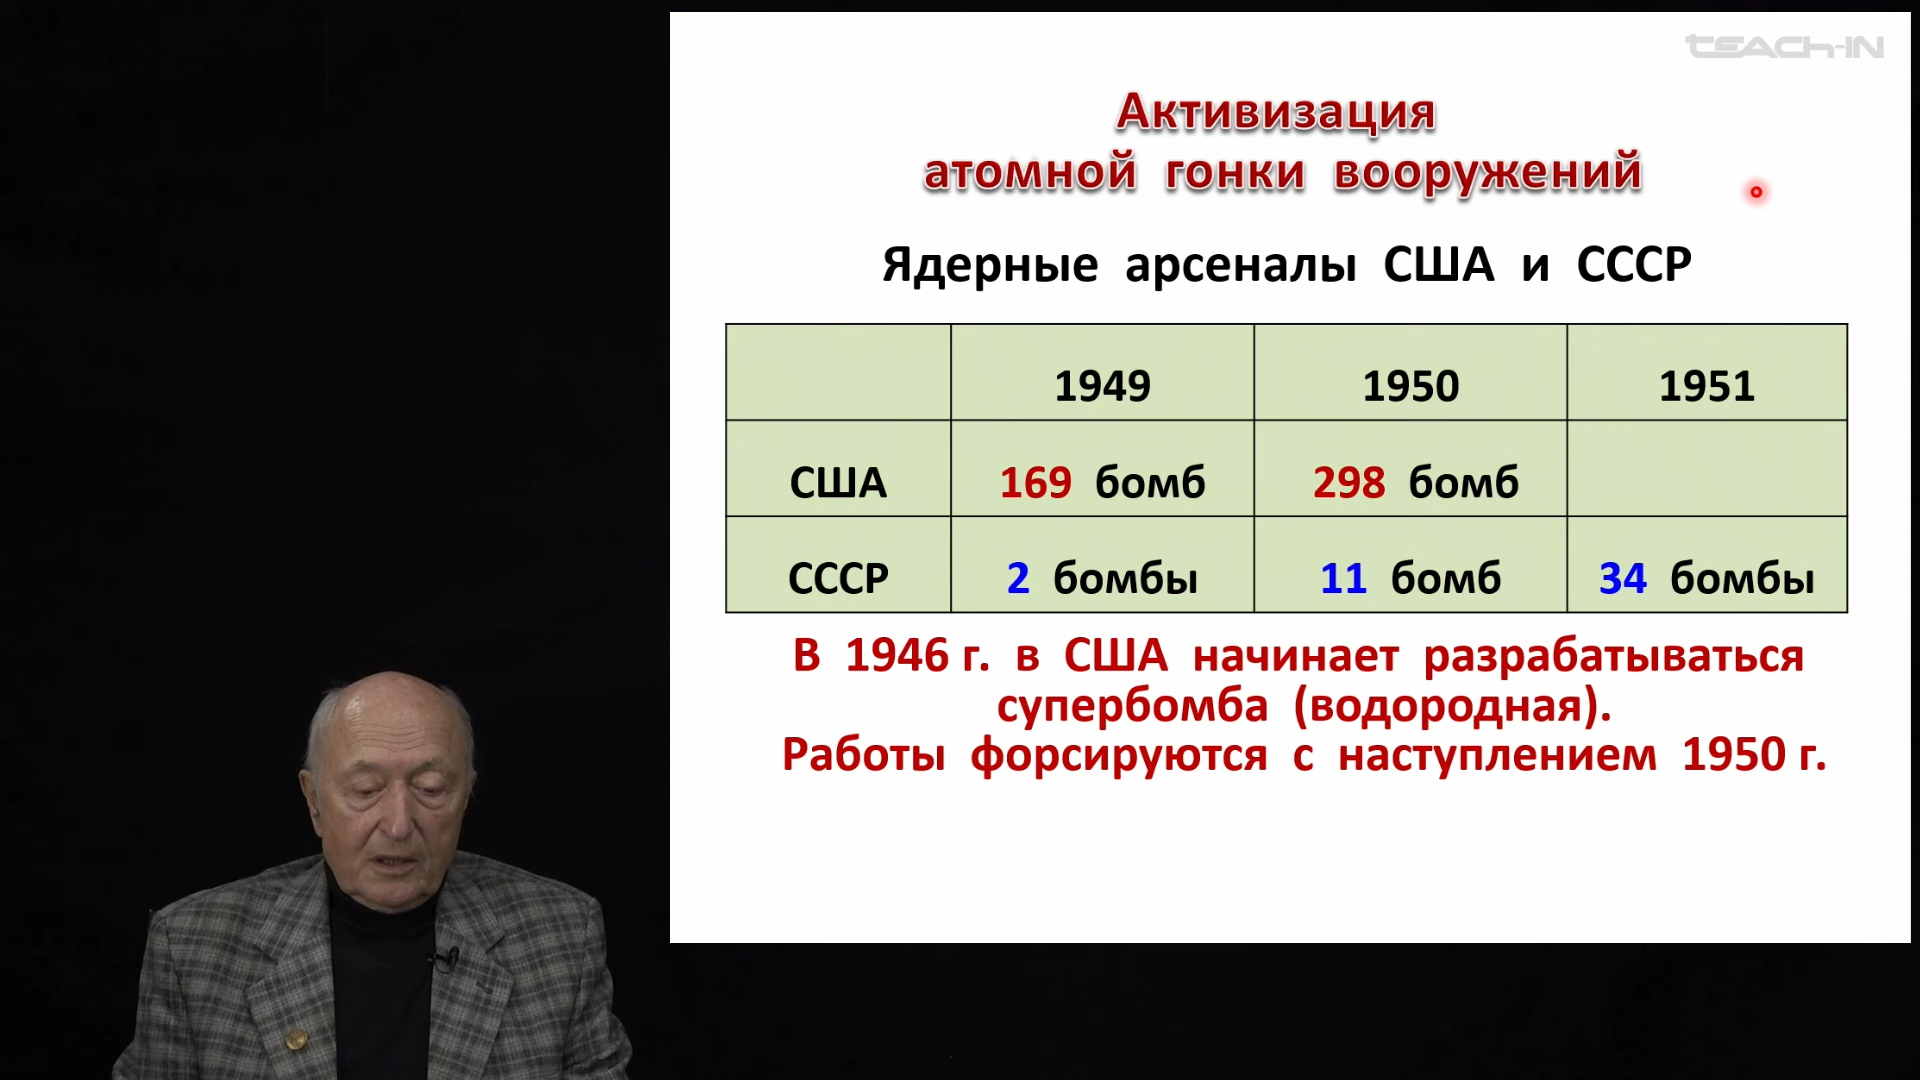 TEACH-IN
Активизация
атомной гонки вооружений
Ядерные арсеналы США и СССР
1949 1950 1951
США 169 бомб 298 бомб
СССР 2 бомбы 11 бомб 34 бомбы
В 1946 г. в США начинает разрабатываться
супербомба (водородная).
Работы форсируются с наступлением 1950 г.